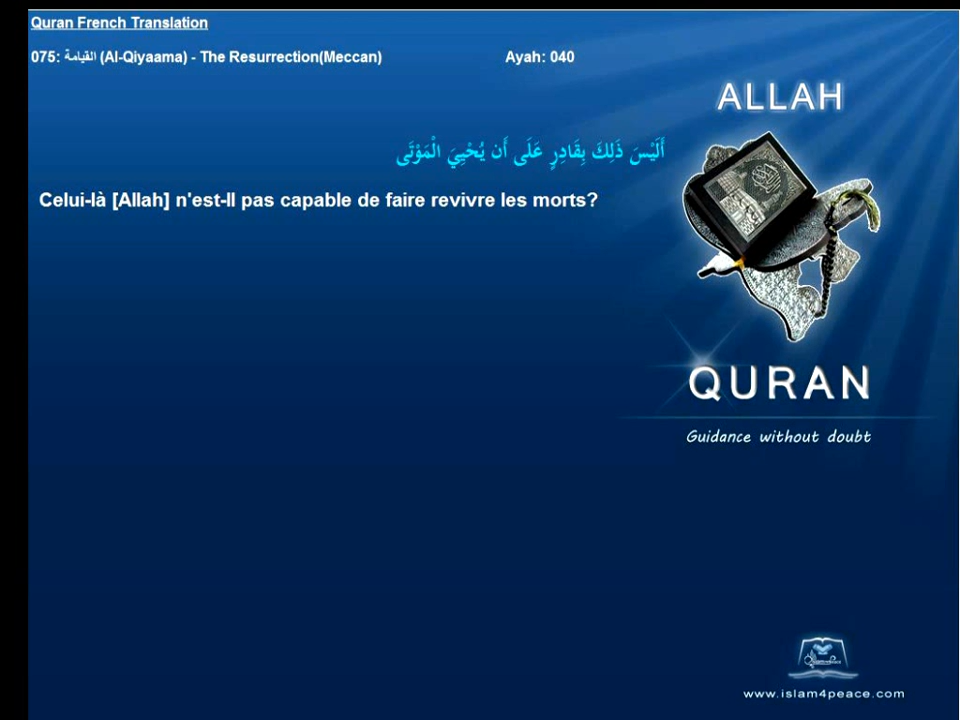 Quran French Translation
075: القيامة (Al-Qiyaama) - The Resurrection(Meccan) Ayah: 040
ALLAH
أَلَيْسَ ذَلِكَ بِقَادِرٍ عَلَى أَن يُحْيِيَ الْمَوْتَى
Celui-là [Allah] n'est-Il pas capable de faire revivre les morts?
QURAN
Guidance without doubt
www.islam4peace.com